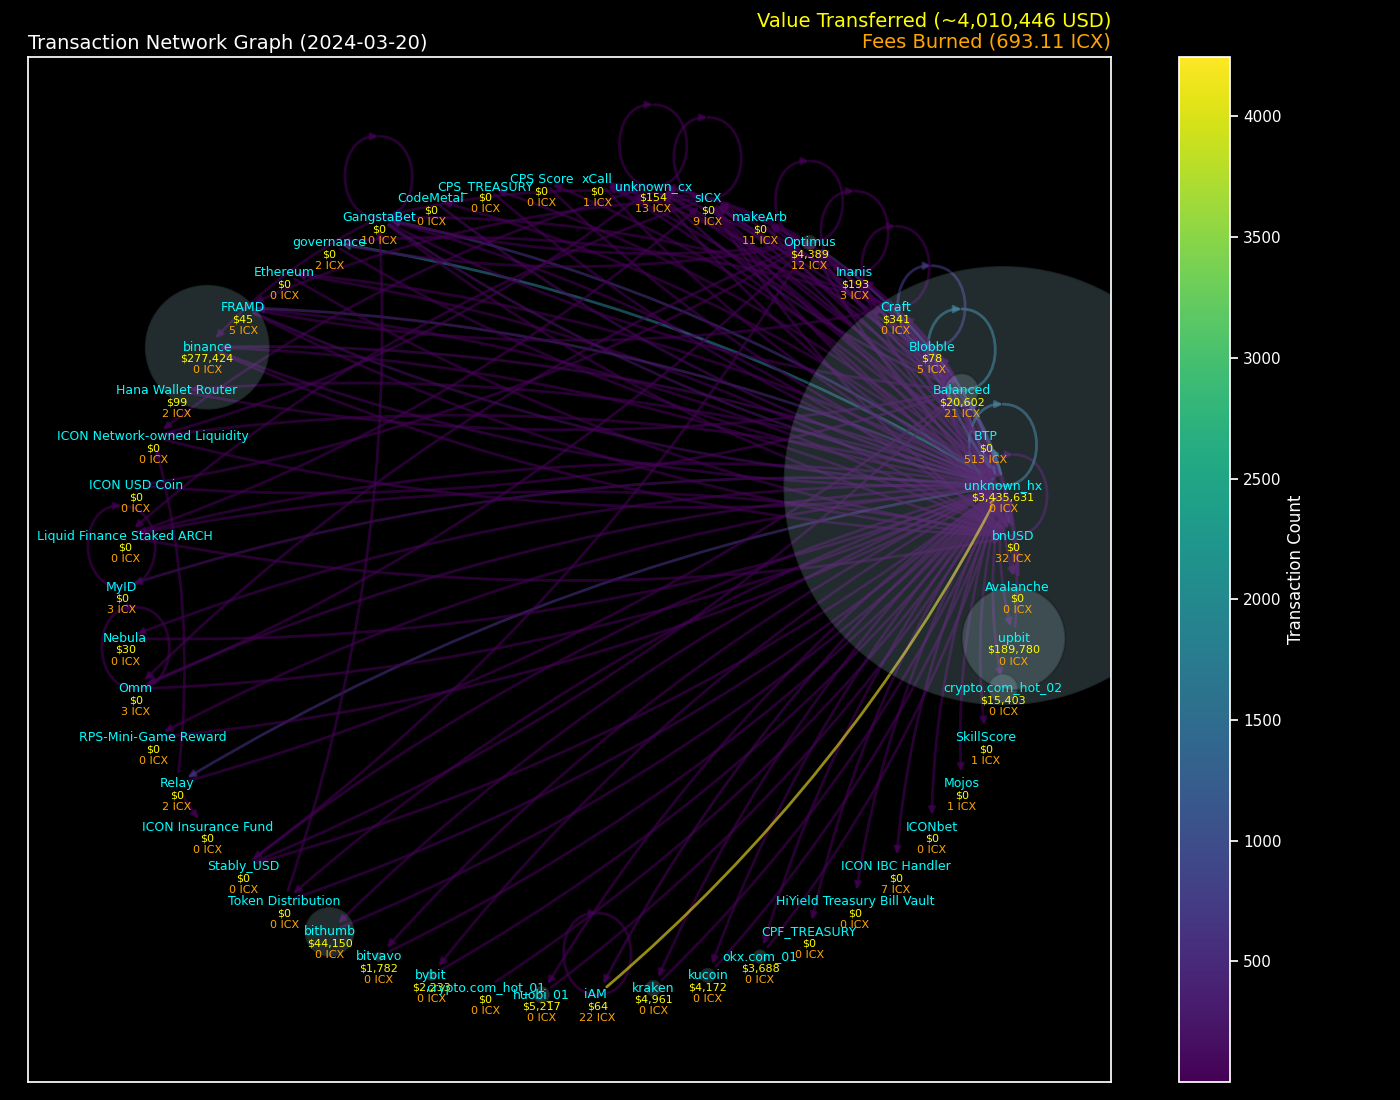 Value Transferred (~4,010,446 USD)
Transaction Network Graph (2024-03-20)
Fees Burned (693.11 ICX)
CPS Score
$0
0 ICX
xCall
$0
1 ICX
CPS_TREASURY
$0
0 ICX
unknown_cx
$154
13 ICX
CodeMetal
$0
0 ICX
sICX
$0
9 ICX
GangstaBet
$0
10 ICX
makeArb
$0
11 ICX
governance
$0
2 ICX
Optimus
$4,389
12 ICX
Ethereum
$0
0 ICX
Inanis
$193
3 ICX
FRAMD
$45
5 ICX
Craft
$341
0 ICX
binance
$277,424
0 ICX
Blobble
$78
5 ICX
Hana Wallet Router
$99
2 ICX
Balanced
$20,602
21 ICX
ICON Network-owned Liquidity
$0
0 ICX
BTP
$0
513 ICX
ICON USD Coin
$0
0 ICX
unknown_hx
$3,435,631
0 ICX
Liquid Finance Staked ARCH
$0
0 ICX
bnUSD
$0
32 ICX
MyID
$0
3 ICX
Avalanche
$0
0 ICX
Nebula
$30
0 ICX
upbit
$189,780
0 ICX
Omm
$0
3 ICX
crypto.com_hot_02
$15,403
0 ICX
RPS-Mini-Game Reward
$0
0 ICX
SkillScore
$0
1 ICX
Relay
$0
2 ICX
Mojos
$0
1 ICX
ICON Insurance Fund
$0
0 ICX
ICONbet
$0
0 ICX
Stably_USD
$0
0 ICX
ICON IBC Handler
$0
7 ICX
Token Distribution
$0
0 ICX
HiYield Treasury Bill Vault
$0
0 ICX
bithumb
$44,150
0 ICX
CPF_TREASURY
$0
0 ICX
bitvavo
$1,782
0 ICX
okx.com_01
$3,688
0 ICX
bybit
0 ICX
kucoin
$4,172
0 ICX
crypto.com_hot_01
$0
0 ICX
kraken
$4,961
0 ICX
huobi_01
$5,217
0 ICX
iAM
$64
22 ICX
4000
3500
3000
2500
2000
1500
1000
500
Transaction Count